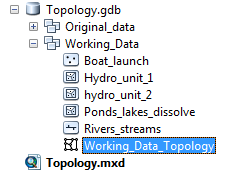 Topology.gdb
Original_data
Working_Data
Boat_launch
Hydro_unit_1
hydro_unit_2
Ponds_lakes_dissolve
Rivers_streams
Working_Data_Topology
Topology.mxd